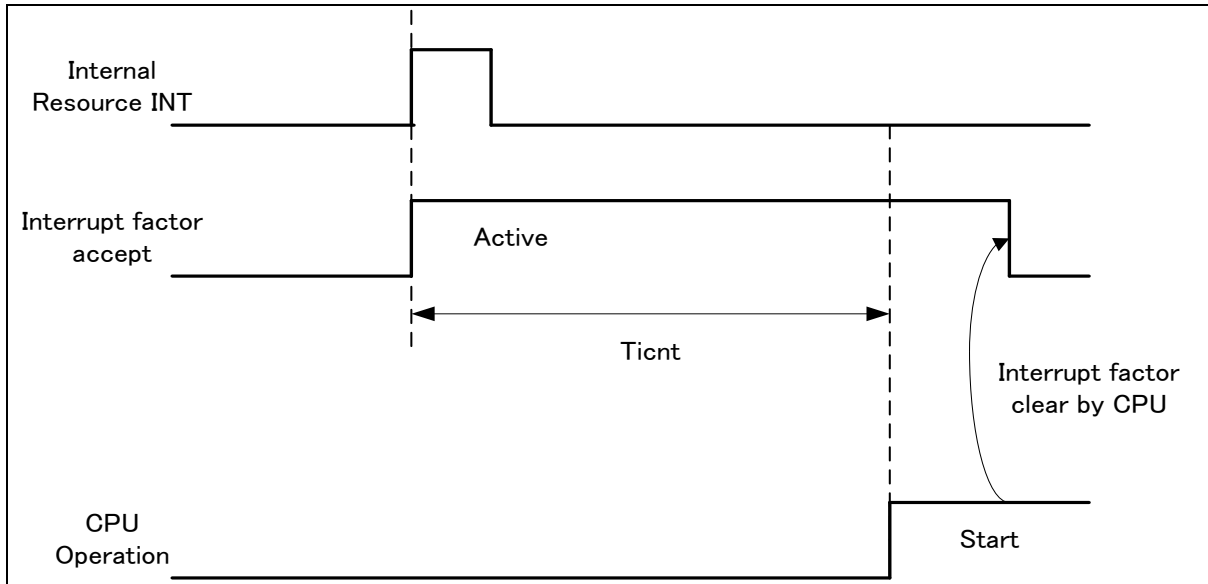 Internal
Resource INT
Interrupt factor
accept
Active
Ticnt
Interrupt factor
clear by CPU
CPU
Operation
Start